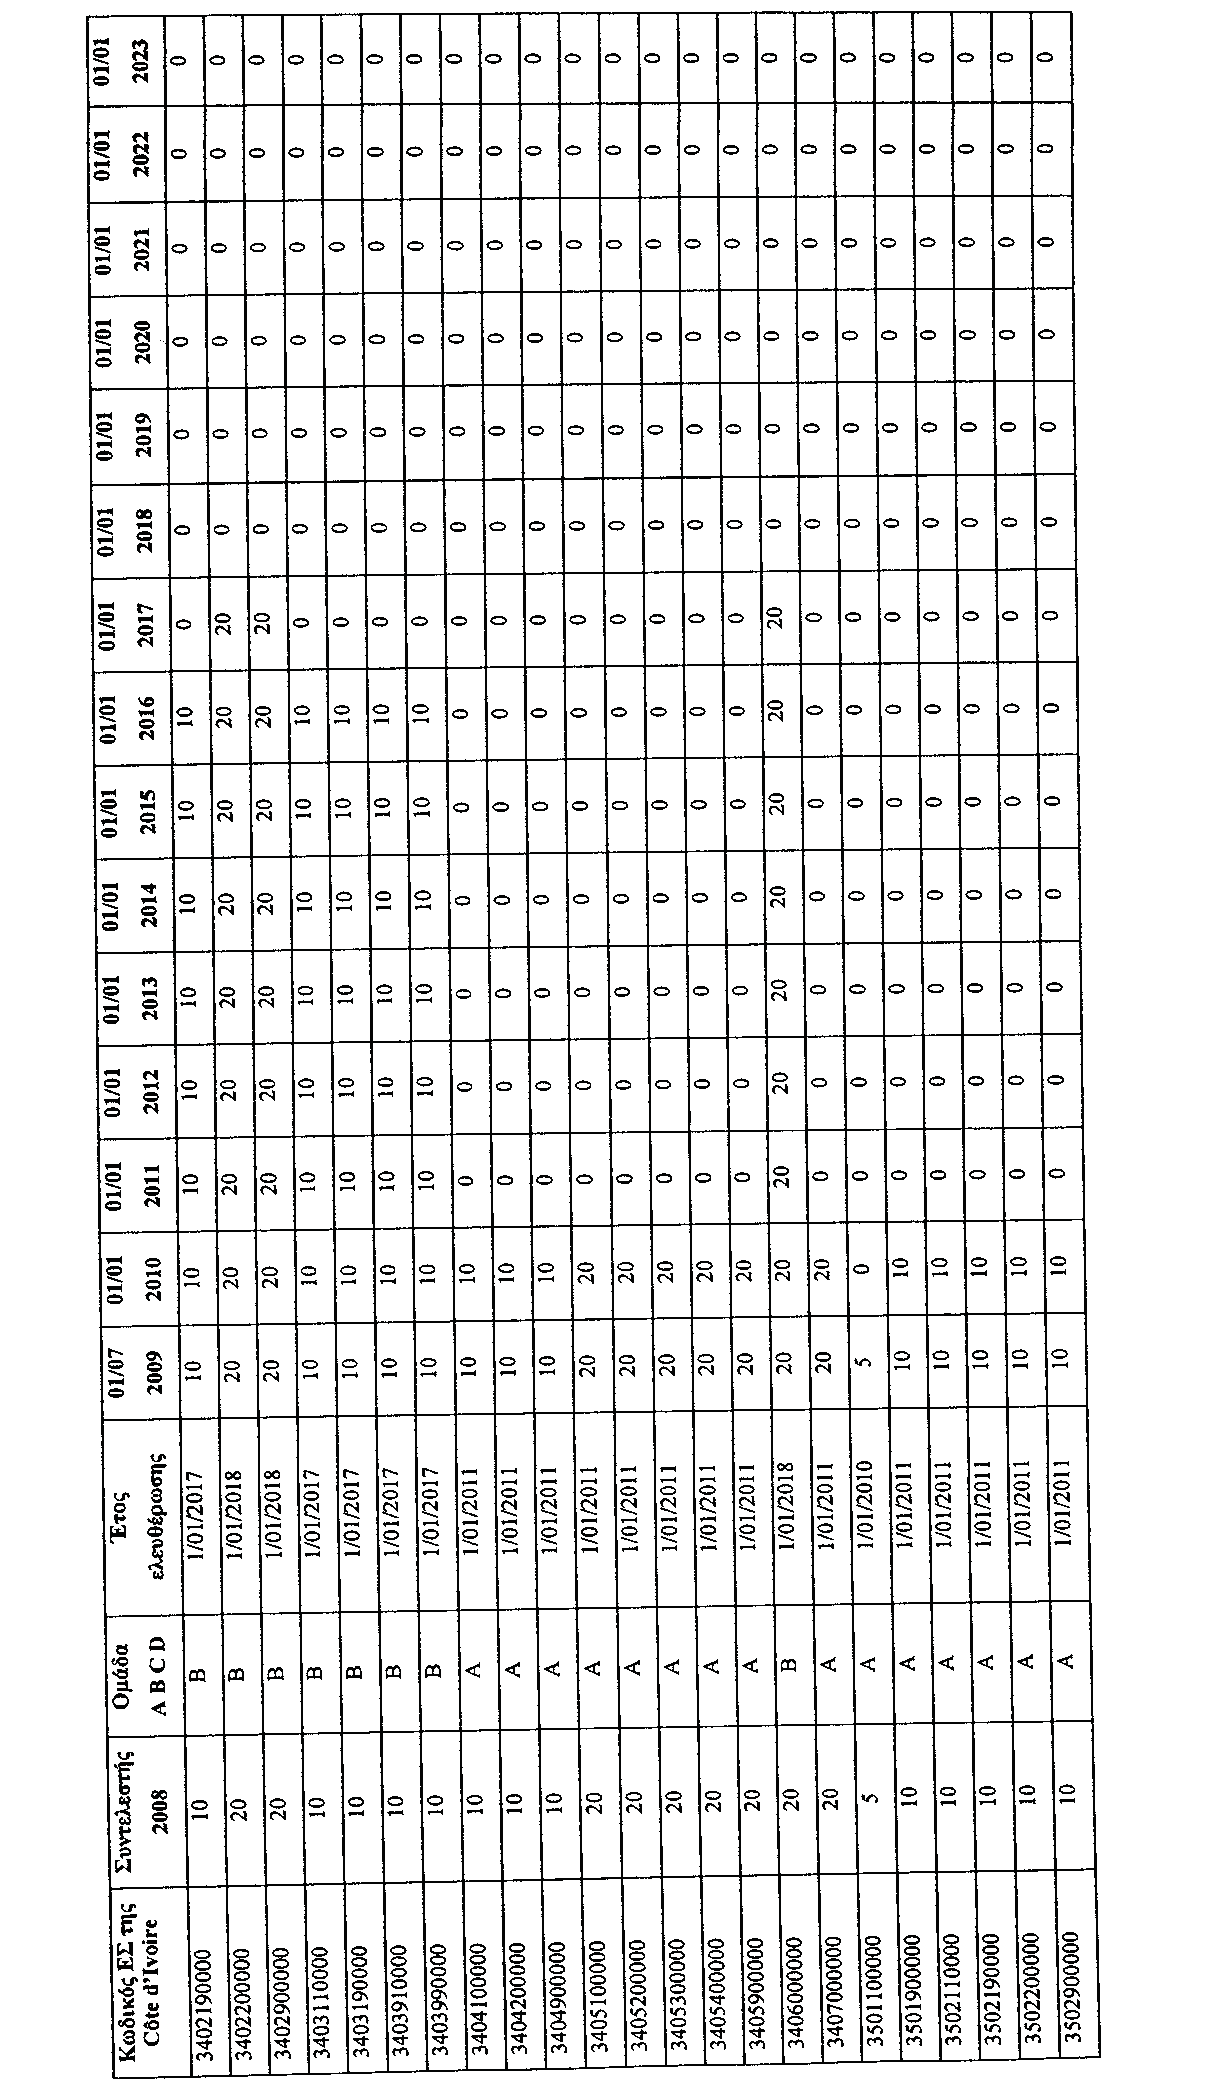 Κωδικός ΕΣ της Côte d'Ivoire | Συντελεστής 2008 | Ομάδα A B C D | Έτος ελευθέρωσης | 01/07 2009 | 01/01 2010 | 01/01 2011 | 01/01 2012 | 01/01 2013 | 01/01 2014 | 01/01 2015 | 01/01 2016 | 01/01 2017 | 01/01 2018 | 01/01 2019 | 01/01 2020 | 01/01 2021 | 01/01 2022 | 01/01 2023
3402190000 10 B 1/01/2017 10 10 10 10 10 10 10 10 0 0 0 0 0 0 0
3402200000 20 B 1/01/2018 20 20 20 20 20 20 20 20 20 0 0 0 0 0 0
3402900000 20 B 1/01/2018 20 20 20 20 20 20 20 20 20 0 0 0 0 0 0
3403110000 10 B 1/01/2017 10 10 10 10 10 10 10 10 0 0 0 0 0 0 0
3403190000 10 B 1/01/2017 10 10 10 10 10 10 10 10 0 0 0 0 0 0 0
3403910000 10 B 1/01/2017 10 10 10 10 10 10 10 10 0 0 0 0 0 0 0
3403990000 10 B 1/01/2017 10 10 10 10 10 10 10 10 0 0 0 0 0 0 0
3404100000 10 A 1/01/2011 10 10 0 0 0 0 0 0 0 0 0 0 0 0 0
3404200000 10 A 1/01/2011 10 10 0 0 0 0 0 0 0 0 0 0 0 0 0
3404900000 10 A 1/01/2011 10 10 0 0 0 0 0 0 0 0 0 0 0 0 0
3405100000 20 A 1/01/2011 20 20 0 0 0 0 0 0 0 0 0 0 0 0 0
3405200000 20 A 1/01/2011 20 20 0 0 0 0 0 0 0 0 0 0 0 0 0
3405300000 20 A 1/01/2011 20 20 0 0 0 0 0 0 0 0 0 0 0 0 0
3405400000 20 A 1/01/2011 20 20 0 0 0 0 0 0 0 0 0 0 0 0 0
3405900000 20 A 1/01/2011 20 20 0 0 0 0 0 0 0 0 0 0 0 0 0
3406000000 20 B 1/01/2018 20 20 20 20 20 20 20 20 20 0 0 0 0 0 0
3407000000 20 A 1/01/2011 20 20 0 0 0 0 0 0 0 0 0 0 0 0 0
3501100000 5 A 1/01/2010 5 0 0 0 0 0 0 0 0 0 0 0 0 0 0
3501900000 10 A 1/01/2011 10 10 0 0 0 0 0 0 0 0 0 0 0 0 0
3502110000 10 A 1/01/2011 10 10 0 0 0 0 0 0 0 0 0 0 0 0 0
3502190000 10 A 1/01/2011 10 10 0 0 0 0 0 0 0 0 0 0 0 0 0
3502200000 10 A 1/01/2011 10 10 0 0 0 0 0 0 0 0 0 0 0 0 0
3502900000 10 A 1/01/2011 10 10 0 0 0 0 0 0 0 0 0 0 0 0 0